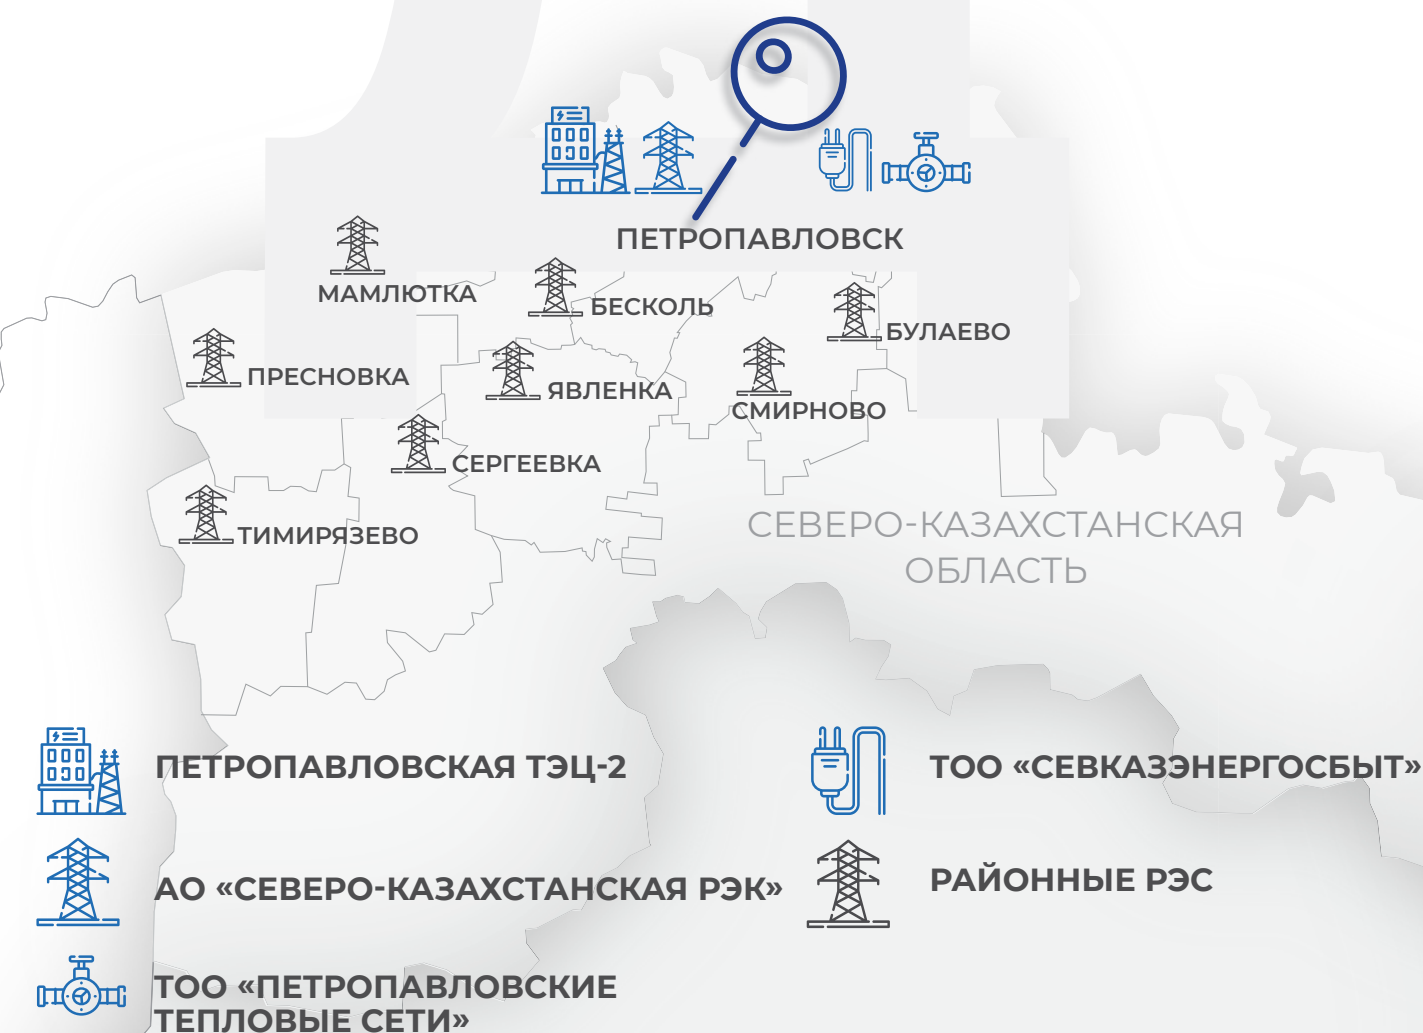 ПЕТРОПАВЛОВСК
МАМЛЮТКА
БЕСКОЛЬ
БУЛАЕВО
ПРЕСНОВКА
ЯВЛЕНКА
СМИРНОВО
СЕРГЕЕВКА
ТИМИРЯЗЕВО
СЕВЕРО-КАЗАХСТАНСКАЯ
ОБЛАСТЬ
ПЕТРОПАВЛОВСКАЯ ТЭЦ-2
АО «СЕВЕРО-КАЗАХСТАНСКАЯ РЭК»
ТОО «ПЕТРОПАВЛОВСКИЕ
ТЕПЛОВЫЕ СЕТИ»
ТОО «СЕВКАЗЭНЕРГОСБЫТ»
РАЙОННЫЕ РЭС